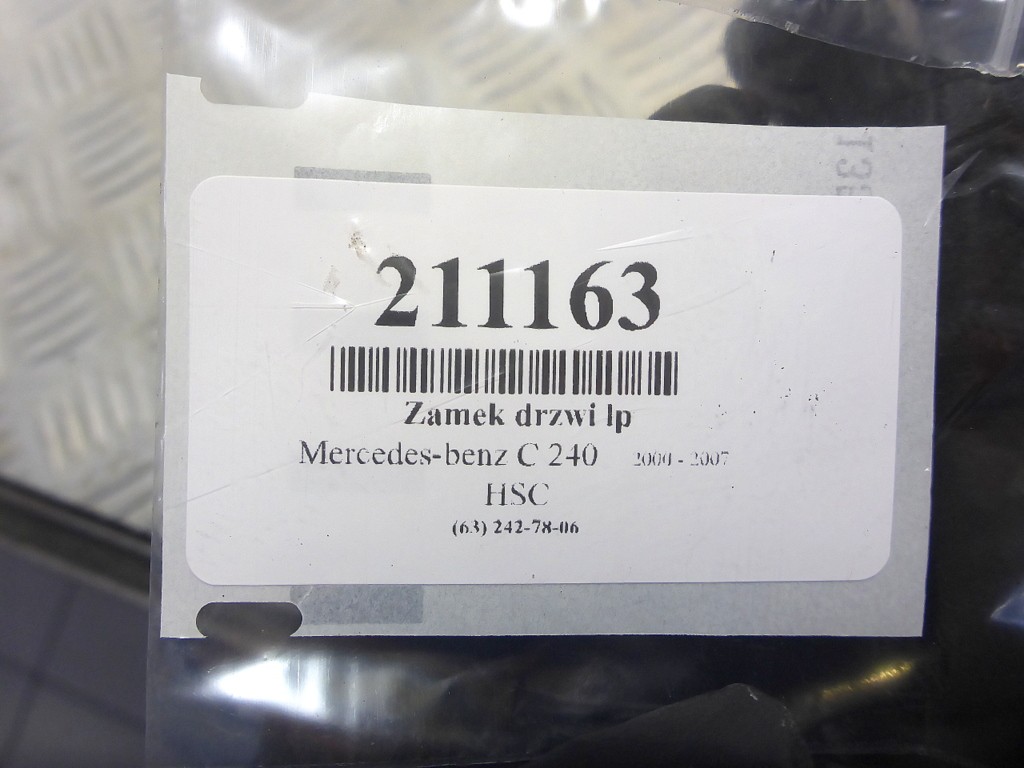 211163
Zamek drzwi lp
Mercedes-benz C 240 2000 - 2007
HSC
(63) 242-78-06